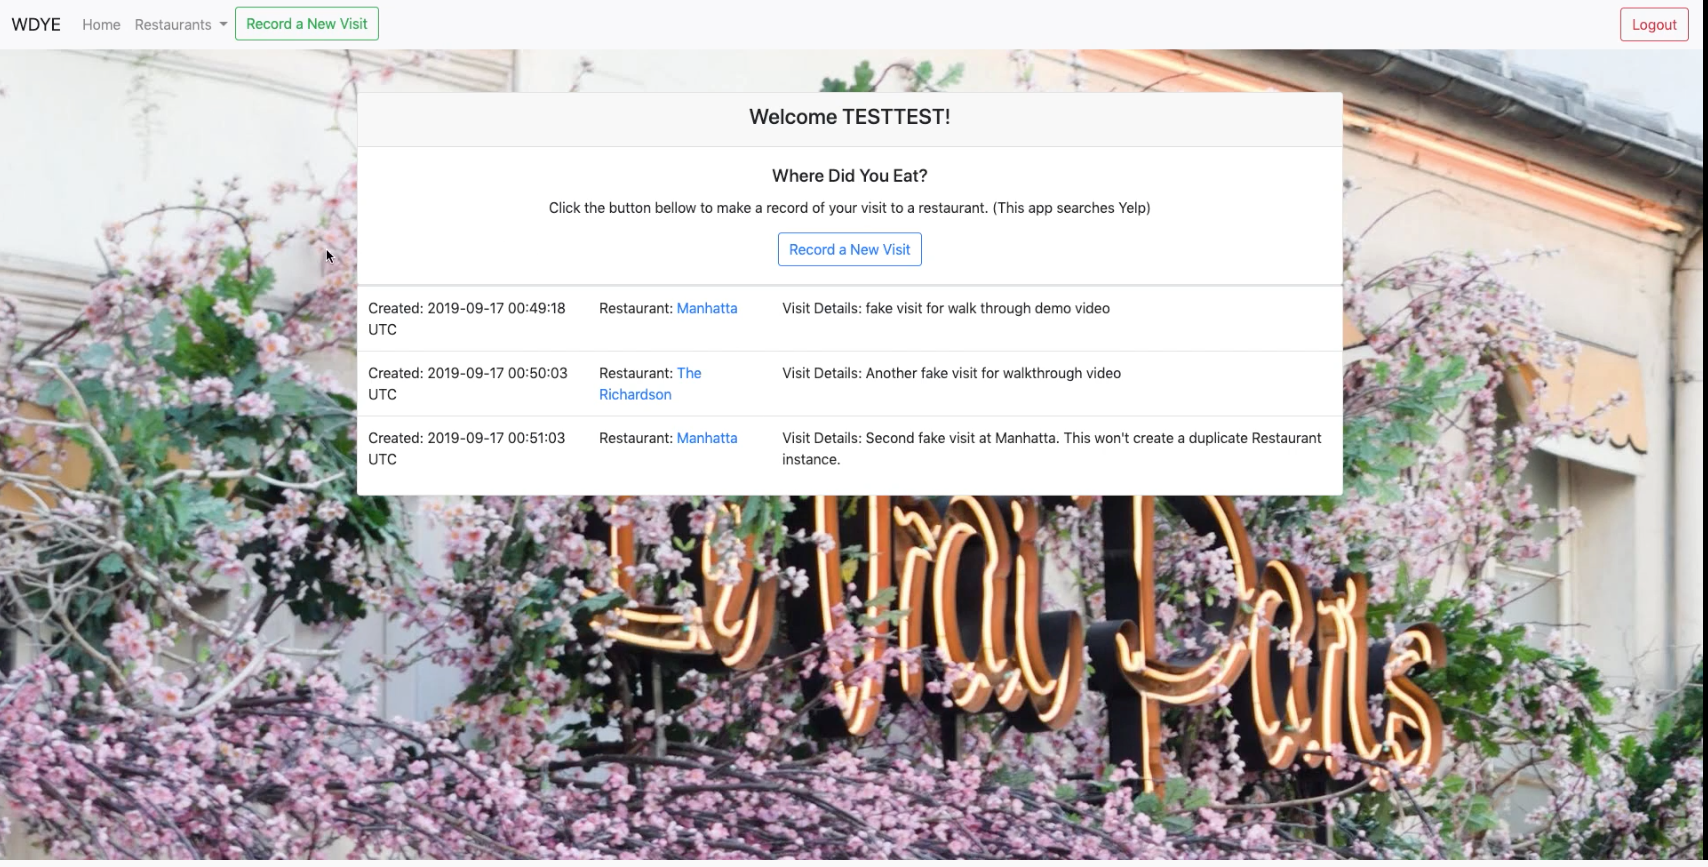 WDYE Home Restaurants Record a New Visit Logout
Welcome TESTTEST!
Where Did You Eat?
Click the button bellow to make a record of your visit to a restaurant. (This app searches Yelp)
Record a New Visit
Created: 2019-09-17 00:49:18
UTC
Restaurant: Manhatta
Visit Details: fake visit for walk through demo video
Created: 2019-09-17 00:50:03
UTC
Restaurant: The
Richardson
Visit Details: Another fake visit for walkthrough video
Created: 2019-09-17 00:51:03
UTC
Restaurant: Manhatta
Visit Details: Second fake visit at Manhatta. This won't create a duplicate Restaurant
instance.